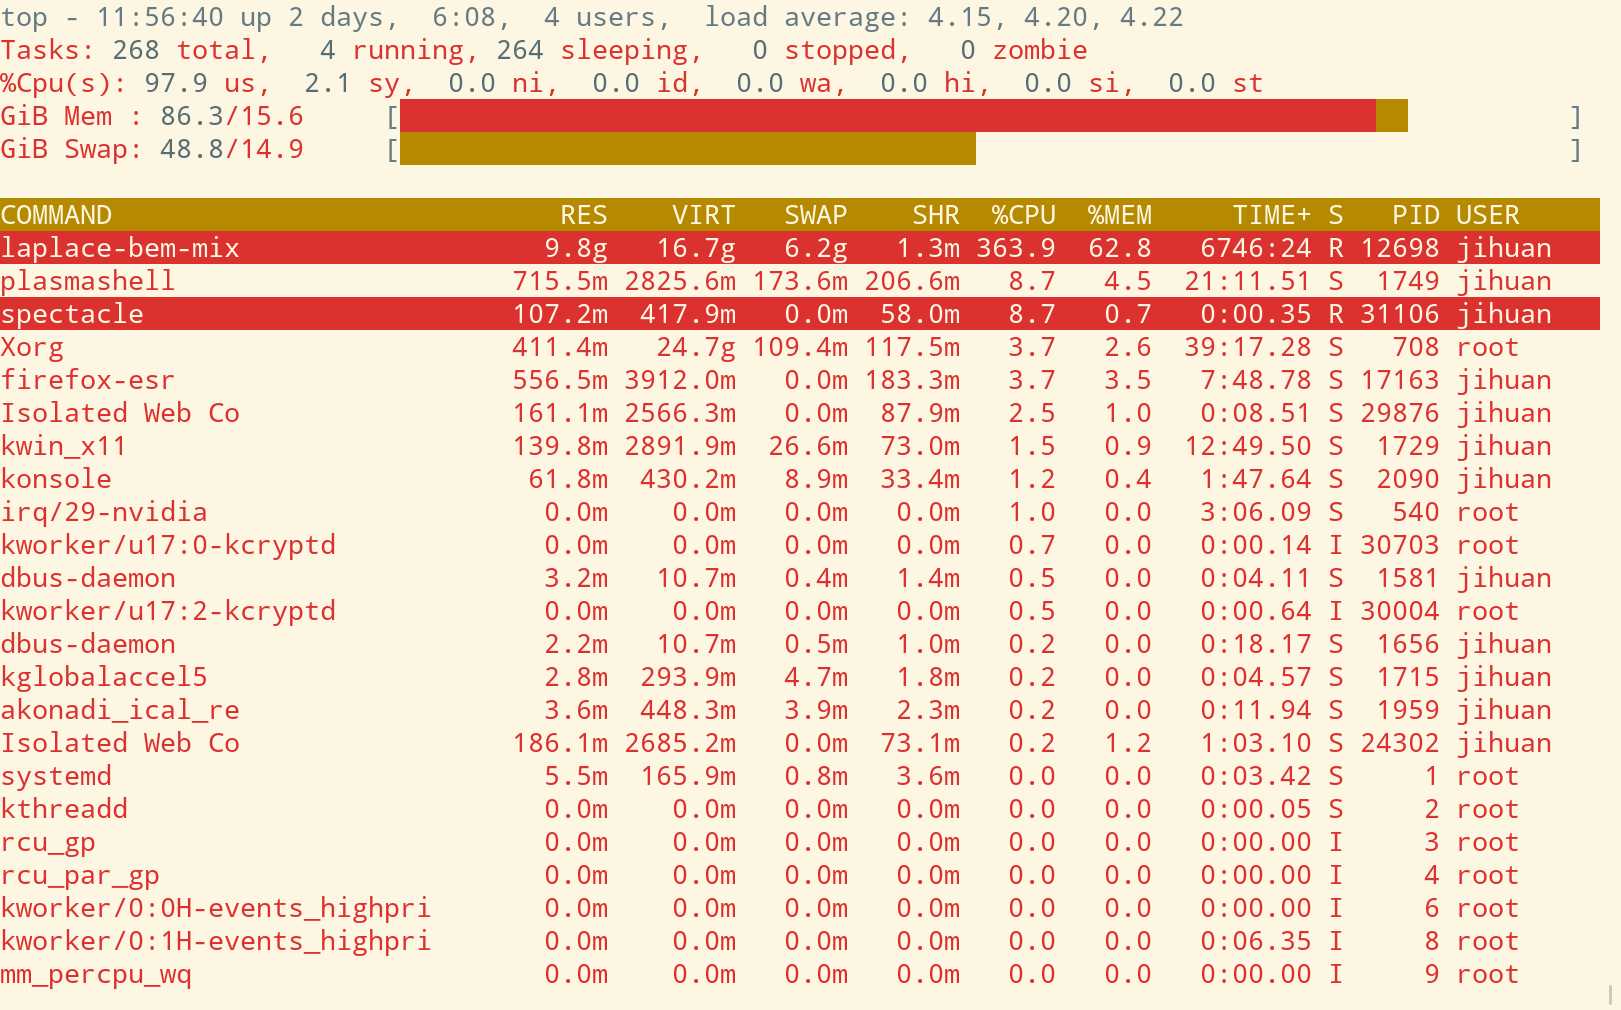 top - 11:56:40 up 2 days,  6:08,  4 users,  load average: 4.15, 4.20, 4.22
Tasks: 268 total,   4 running, 264 sleeping,   0 stopped,   0 zombie
%Cpu(s): 97.9 us,  2.1 sy,  0.0 ni,  0.0 id,  0.0 wa,  0.0 hi,  0.0 si,  0.0 st
GiB Mem : 86.3/15.6     [ ]
GiB Swap: 48.8/14.9     [ ]
COMMAND RES VIRT SWAP SHR %CPU %MEM TIME+ S PID USER
laplace-bem-mix 9.8g 16.7g 6.2g 1.3m 363.9 62.8 6746:24 R 12698 jihuan
plasmashell 715.5m 2825.6m 173.6m 206.6m 8.7 4.5 21:11.51 S 1749 jihuan
spectacle 107.2m 417.9m 0.0m 58.0m 8.7 0.7 0:00.35 R 31106 jihuan
Xorg 411.4m 24.7g 109.4m 117.5m 3.7 2.6 39:17.28 S 708 root
firefox-esr 556.5m 3912.0m 0.0m 183.3m 3.7 3.5 7:48.78 S 17163 jihuan
Isolated Web Co 161.1m 2566.3m 0.0m 87.9m 2.5 1.0 0:08.51 S 29876 jihuan
kwin_x11 139.8m 2891.9m 26.6m 73.0m 1.5 0.9 12:49.50 S 1729 jihuan
konsole 61.8m 430.2m 8.9m 33.4m 1.2 0.4 1:47.64 S 2090 jihuan
irq/29-nvidia 0.0m 0.0m 0.0m 0.0m 1.0 0.0 3:06.09 S 540 root
kworker/u17:0-kcryptd 0.0m 0.0m 0.0m 0.0m 0.7 0.0 0:00.14 I 30703 root
dbus-daemon 3.2m 10.7m 0.4m 1.4m 0.5 0.0 0:04.11 S 1581 jihuan
kworker/u17:2-kcryptd 0.0m 0.0m 0.0m 0.0m 0.5 0.0 0:00.64 I 30004 root
dbus-daemon 2.2m 10.7m 0.5m 1.0m 0.2 0.0 0:18.17 S 1656 jihuan
kglobalaccel5 2.8m 293.9m 4.7m 1.8m 0.2 0.0 0:04.57 S 1715 jihuan
akonadi_ical_re 3.6m 448.3m 3.9m 2.3m 0.2 0.0 0:11.94 S 1959 jihuan
Isolated Web Co 186.1m 2685.2m 0.0m 73.1m 0.2 1.2 1:03.10 S 24302 jihuan
systemd 5.5m 165.9m 0.8m 3.6m 0.0 0.0 0:03.42 S 1 root
kthreadd 0.0m 0.0m 0.0m 0.0m 0.0 0.0 0:00.05 S 2 root
rcu_gp 0.0m 0.0m 0.0m 0.0m 0.0 0.0 0:00.00 I 3 root
rcu_par_gp 0.0m 0.0m 0.0m 0.0m 0.0 0.0 0:00.00 I 4 root
kworker/0:0H-events_highpri 0.0m 0.0m 0.0m 0.0m 0.0 0.0 0:00.00 I 6 root
kworker/0:1H-events_highpri 0.0m 0.0m 0.0m 0.0m 0.0 0.0 0:06.35 I 8 root
mm_percpu_wq 0.0m 0.0m 0.0m 0.0m 0.0 0.0 0:00.00 I 9 root